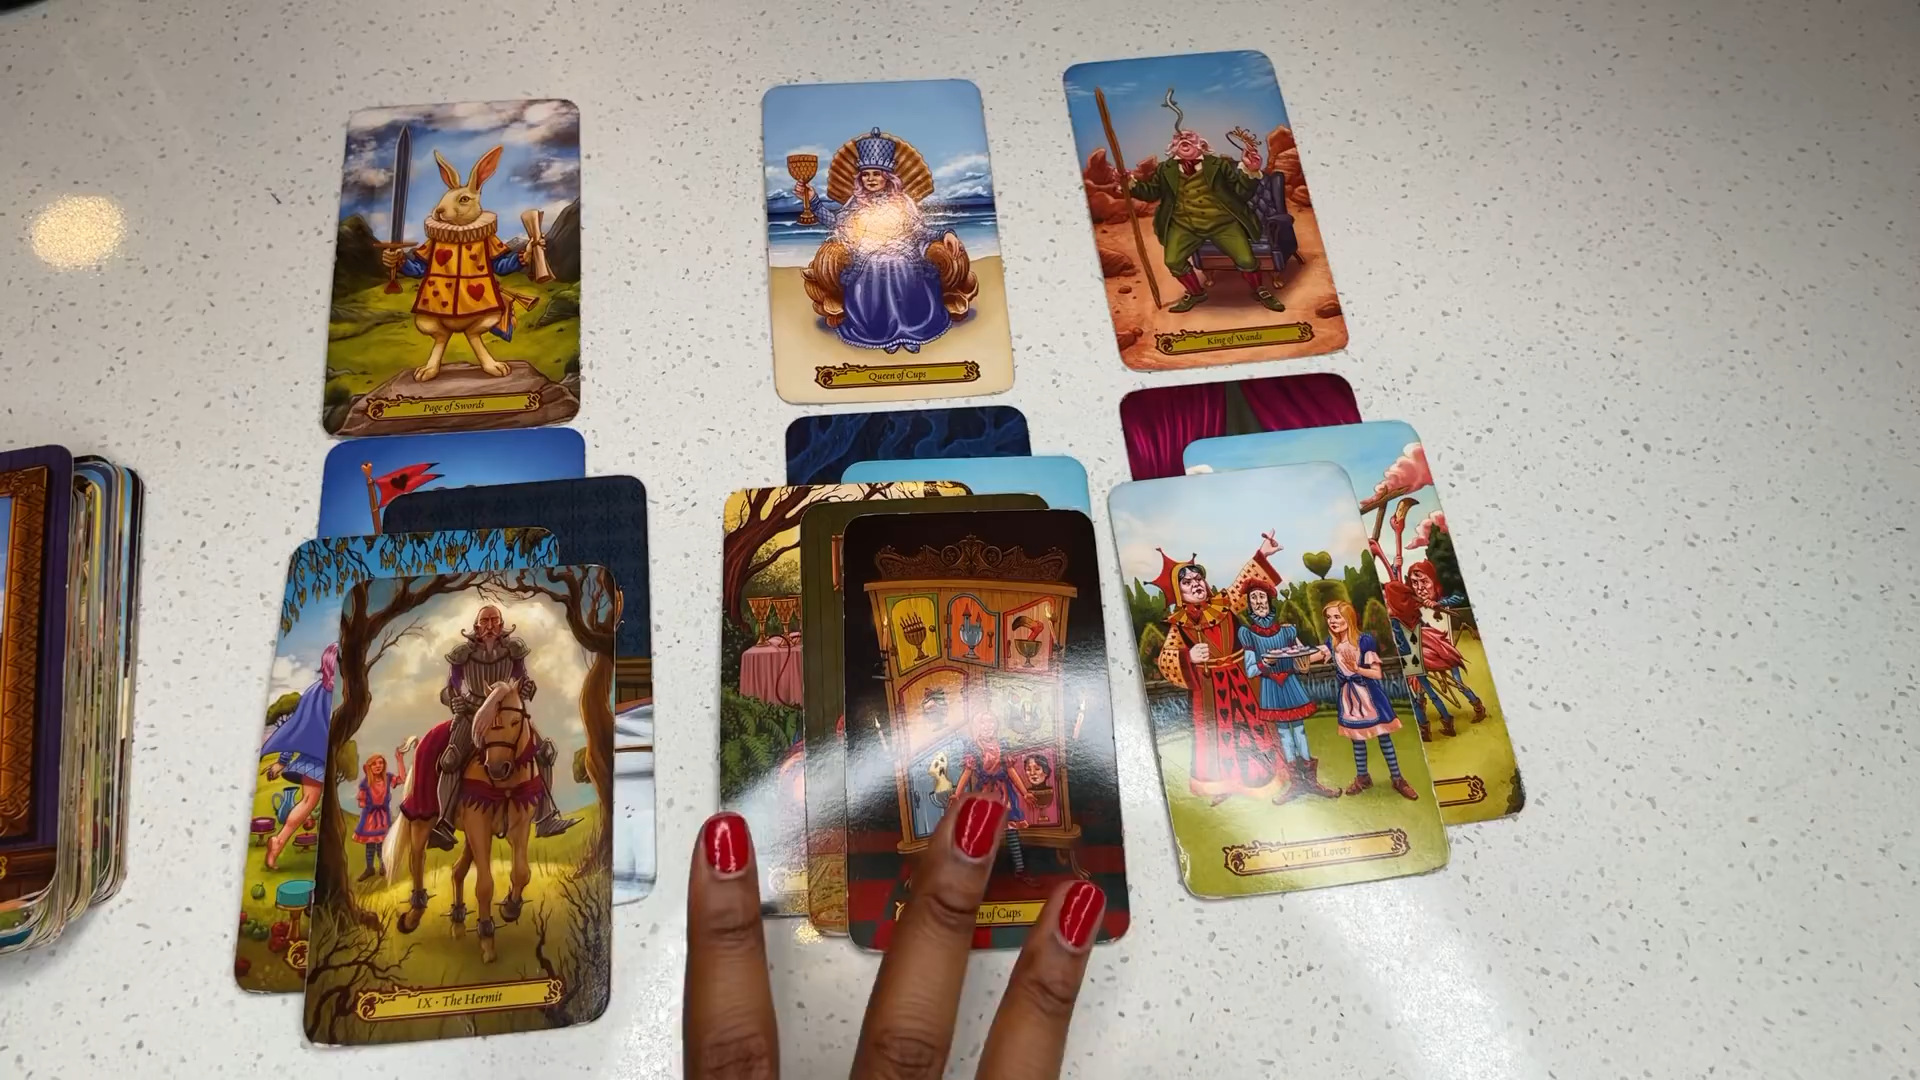 Page of Swords
Queen of Cups
King of Wands
IX · The Hermit
of Cups
VI · The Lovers